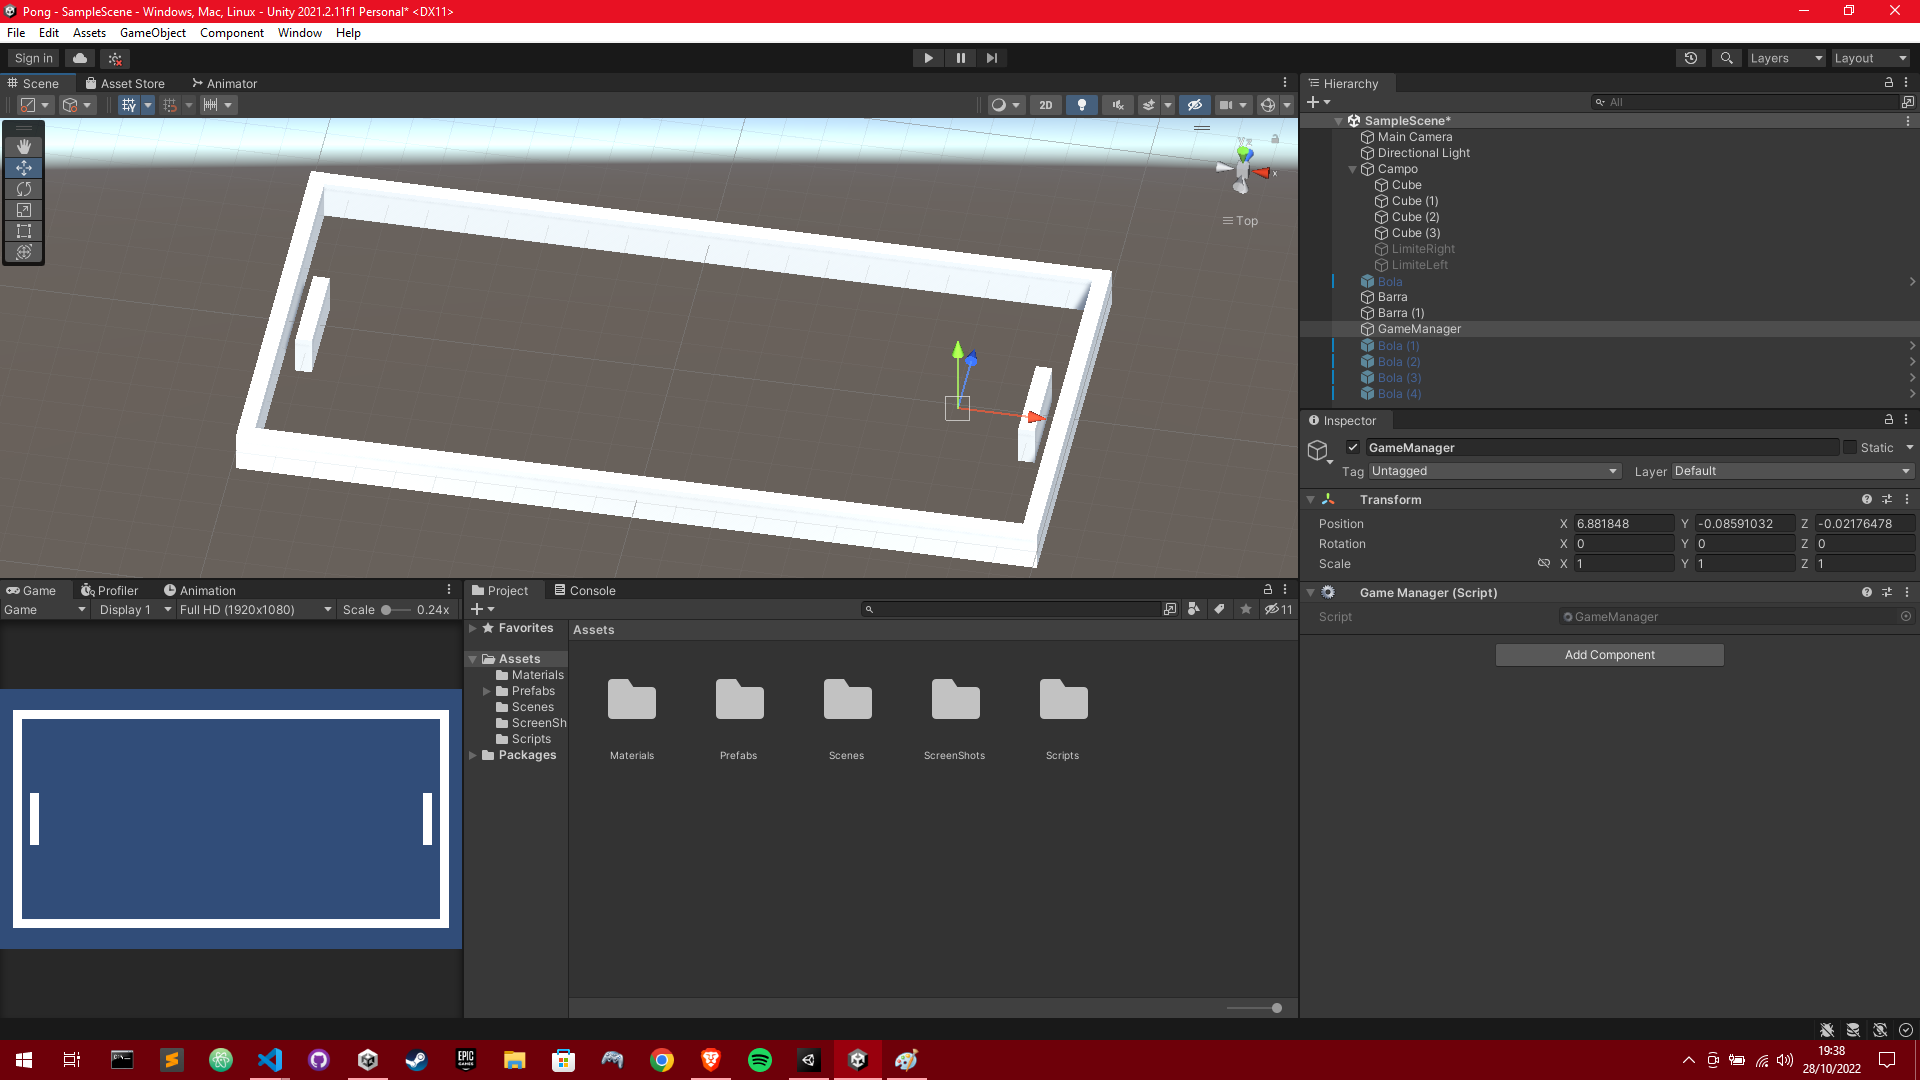 Pong - SampleScene - Windows, Mac, Linux - Unity 2021.2.11f1 Personal* <DX11>
File Edit Assets GameObject Component Window Help
Sign in
Layers Layout
Scene Asset Store Animator
2D
Top
Hierarchy
All
SampleScene*
Main Camera
Directional Light
Campo
Cube
Cube (1)
Cube (2)
Cube (3)
LimiteRight
LimiteLeft
Bola
Barra
Barra (1)
GameManager
Bola (1)
Bola (2)
Bola (3)
Bola (4)
Inspector
GameManager Static
Tag Untagged Layer Default
Transform
Position X 6.881848 Y -0.08591032 Z -0.02176478
Rotation X 0 Y 0 Z 0
Scale X 1 Y 1 Z 1
Game Manager (Script)
Script GameManager
Add Component
Game Profiler Animation
Game Display 1 Full HD (1920x1080) Scale 0.24x
Project Console
11
Favorites
Assets
Materials
Prefabs
Scenes
ScreenSh
Scripts
Packages
Assets
Materials Prefabs Scenes ScreenShots Scripts
EPIC GAMES
19:38
28/10/2022